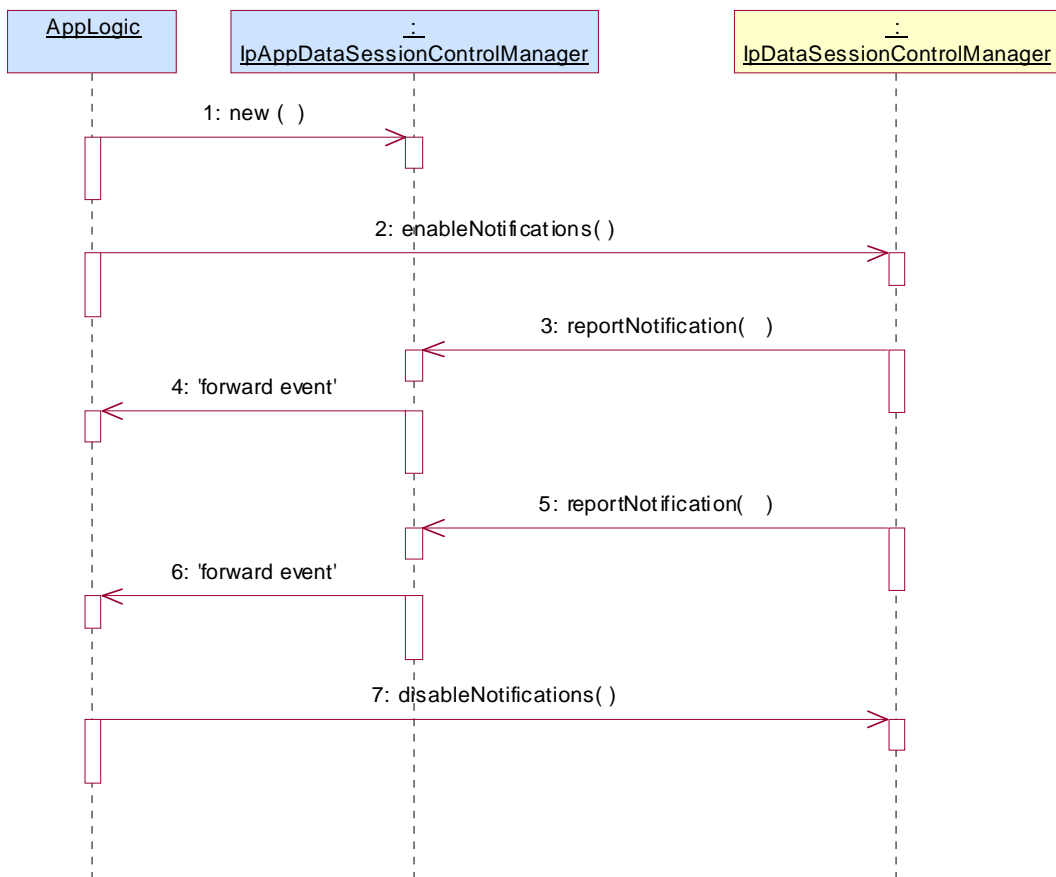 AppLogic
:
IpAppDataSessionControlManager
:
IpDataSessionControlManager
1: new ( )
2: enableNotifications( )
3: reportNotification( )
4: 'forward event'
5: reportNotification( )
6: 'forward event'
7: disableNotifications( )